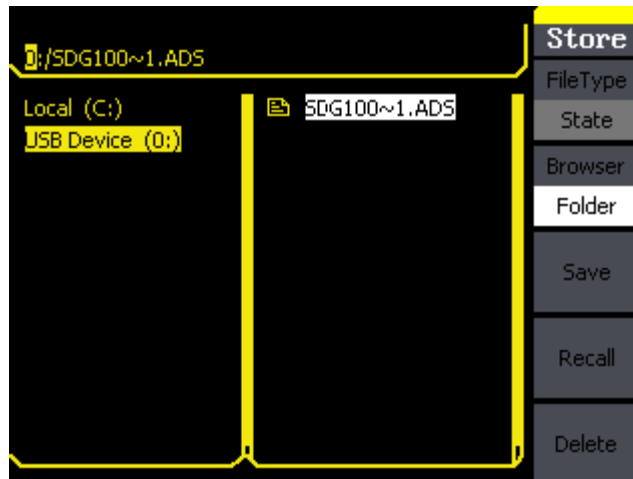 Store
0:/SDG100~1.ADS
FileType
State
Browser
Folder
Save
Recall
Delete
Local (C:)
USB Device (0:)
SDG100~1.ADS